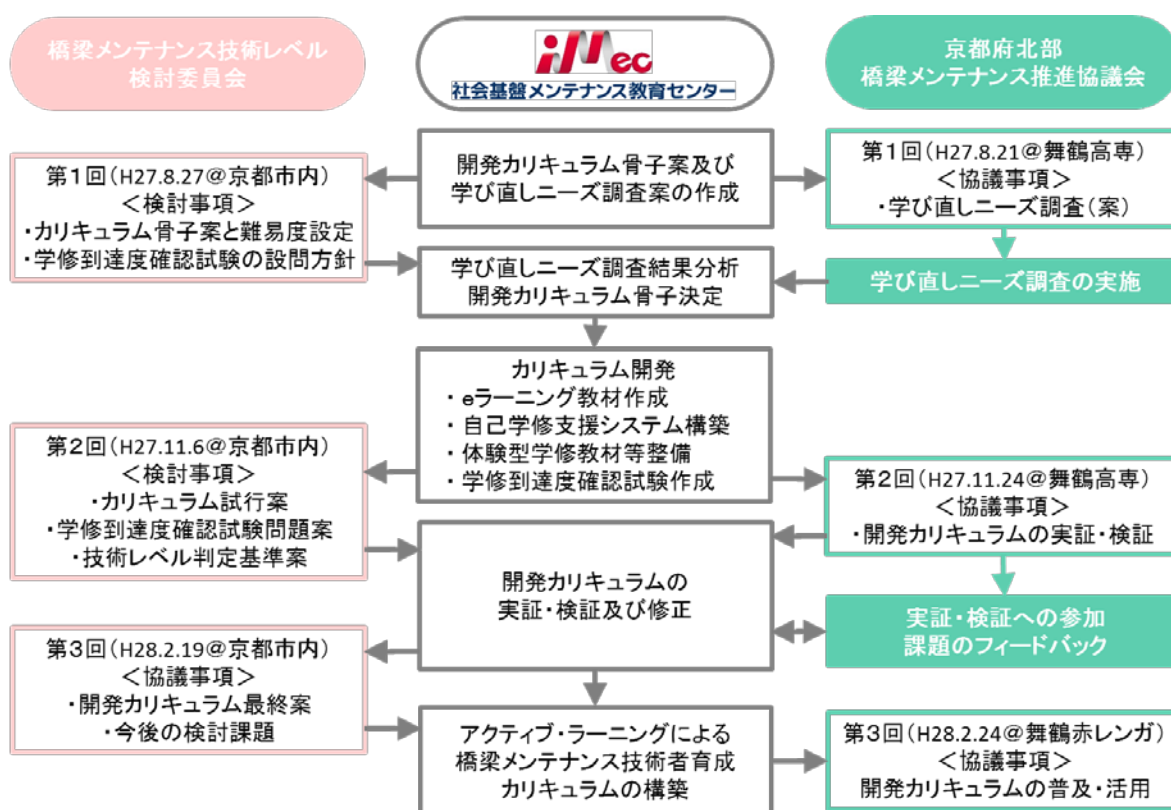 橋梁メンテナンス技術レベル
検討委員会
iMec
社会基盤メンテナンス教育センター
京都府北部
橋梁メンテナンス推進協議会
第1回(H27.8.27@京都市内)
<検討事項>
・カリキュラム骨子案と難易度設定
・学修到達度確認試験の設問方針
開発カリキュラム骨子案及び
学び直しニーズ調査案の作成
第1回(H27.8.21@舞鶴高専)
<協議事項>
・学び直しニーズ調査(案)
学び直しニーズ調査結果分析
開発カリキュラム骨子決定
学び直しニーズ調査の実施
カリキュラム開発
・eラーニング教材作成
・自己学修支援システム構築
・体験型学修教材等整備
・学修到達度確認試験作成
第2回(H27.11.6@京都市内)
<検討事項>
・カリキュラム試行案
・学修到達度確認試験問題案
・技術レベル判定基準案
第2回(H27.11.24@舞鶴高専)
<協議事項>
・開発カリキュラムの実証・検証
開発カリキュラムの
実証・検証及び修正
実証・検証への参加
課題のフィードバック
第3回(H28.2.19@京都市内)
<協議事項>
・開発カリキュラム最終案
・今後の検討課題
アクティブ・ラーニングによる
橋梁メンテナンス技術者育成
カリキュラムの構築
第3回(H28.2.24@舞鶴赤レンガ)
<協議事項>
開発カリキュラムの普及・活用